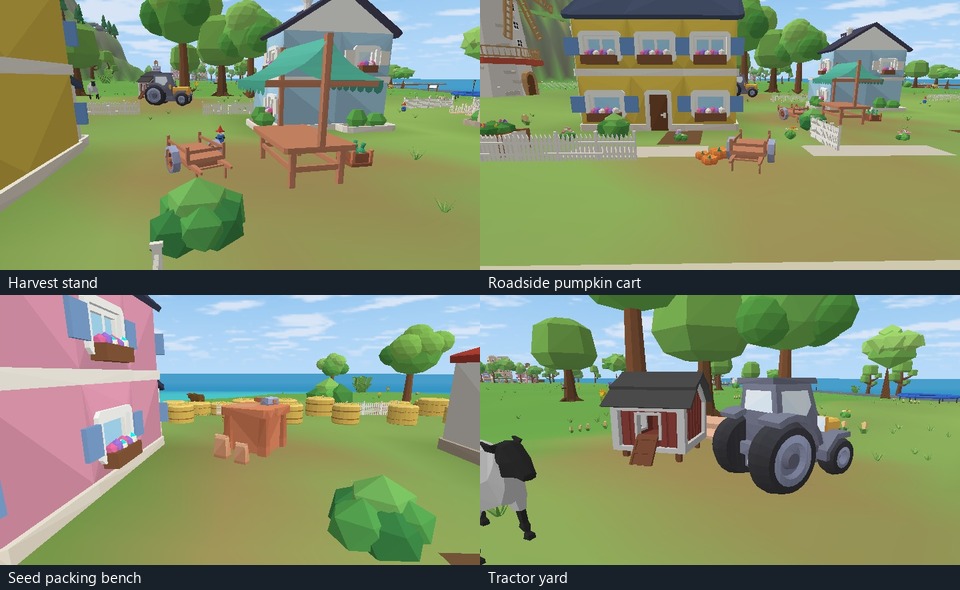 Harvest stand
Roadside pumpkin cart
Seed packing bench
Tractor yard